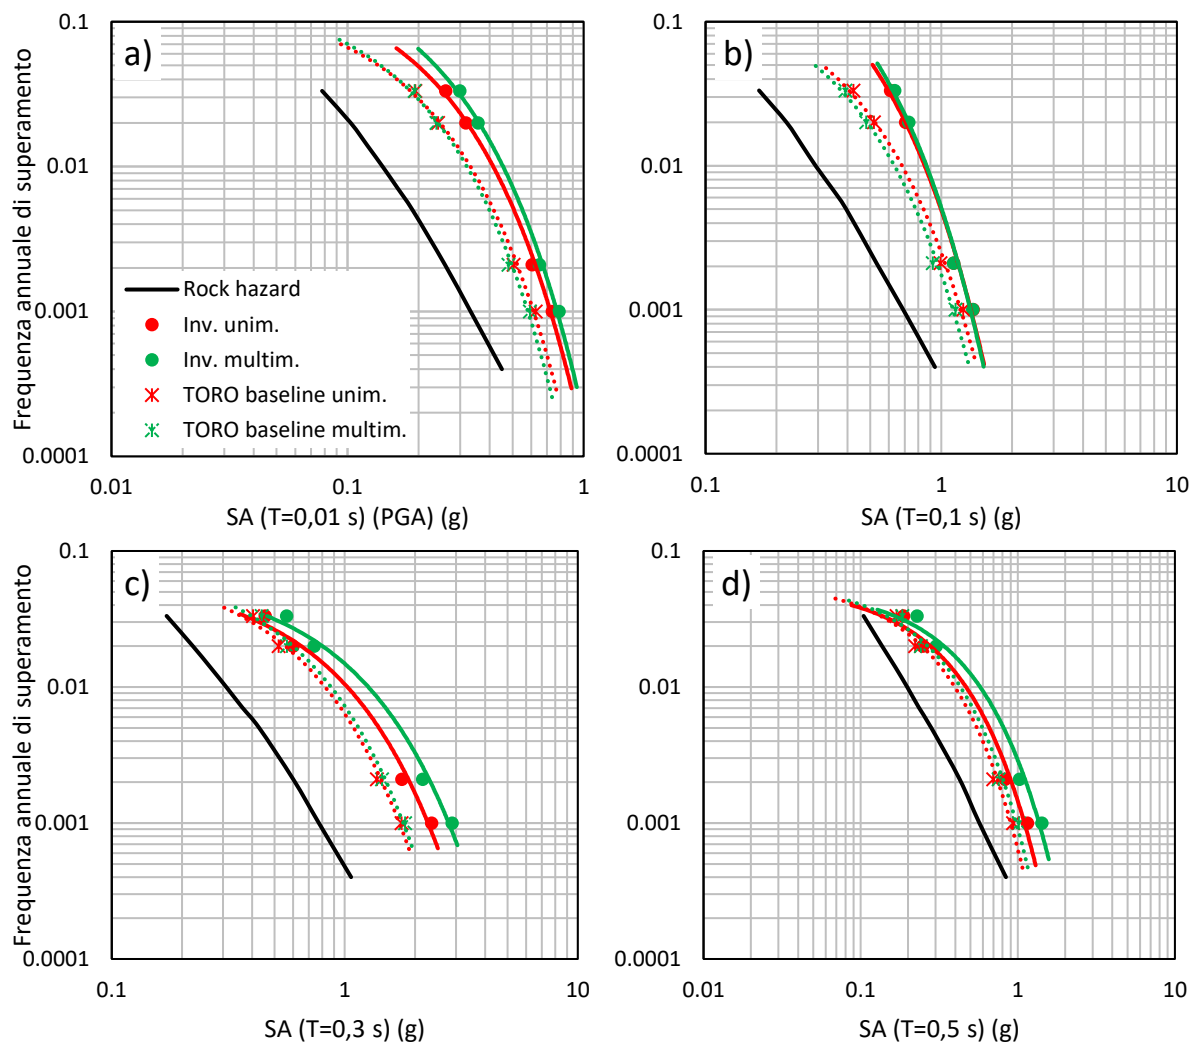 Frequenza annuale di superamento
0.1
0.01
0.001
0.0001
a)
Rock hazard
Inv. unim.
Inv. multim.
TORO baseline unim.
TORO baseline multim.
0.01
0.1
1
SA (T=0,01 s) (PGA) (g)
0.1
0.01
0.001
0.0001
b)
0.1
1
10
SA (T=0,1 s) (g)
Frequenza annuale di superamento
0.1
0.01
0.001
0.0001
c)
0.1
1
10
SA (T=0,3 s) (g)
0.1
0.01
0.001
0.0001
d)
0.01
0.1
1
10
SA (T=0,5 s) (g)